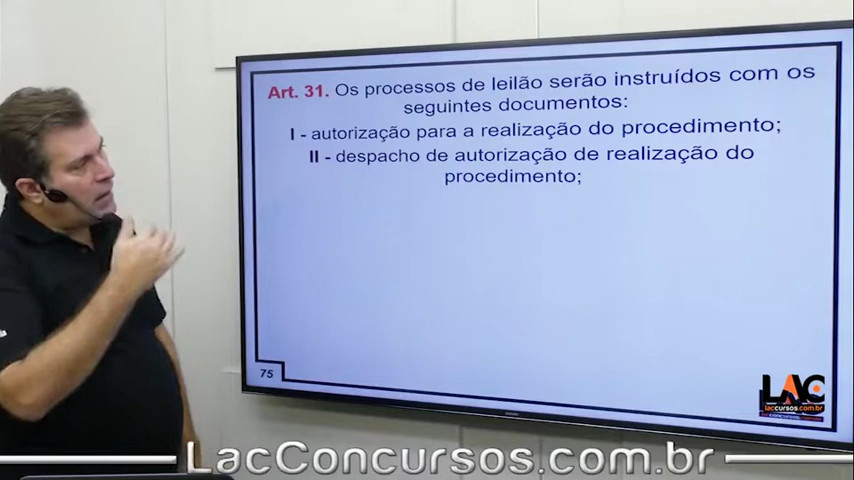 Art. 31. Os processos de leilão serão instruídos com os
seguintes documentos:
I - autorização para a realização do procedimento;
II - despacho de autorização de realização do
procedimento;
75
LAC
laccursos.com.br
LacConcursos.com.br